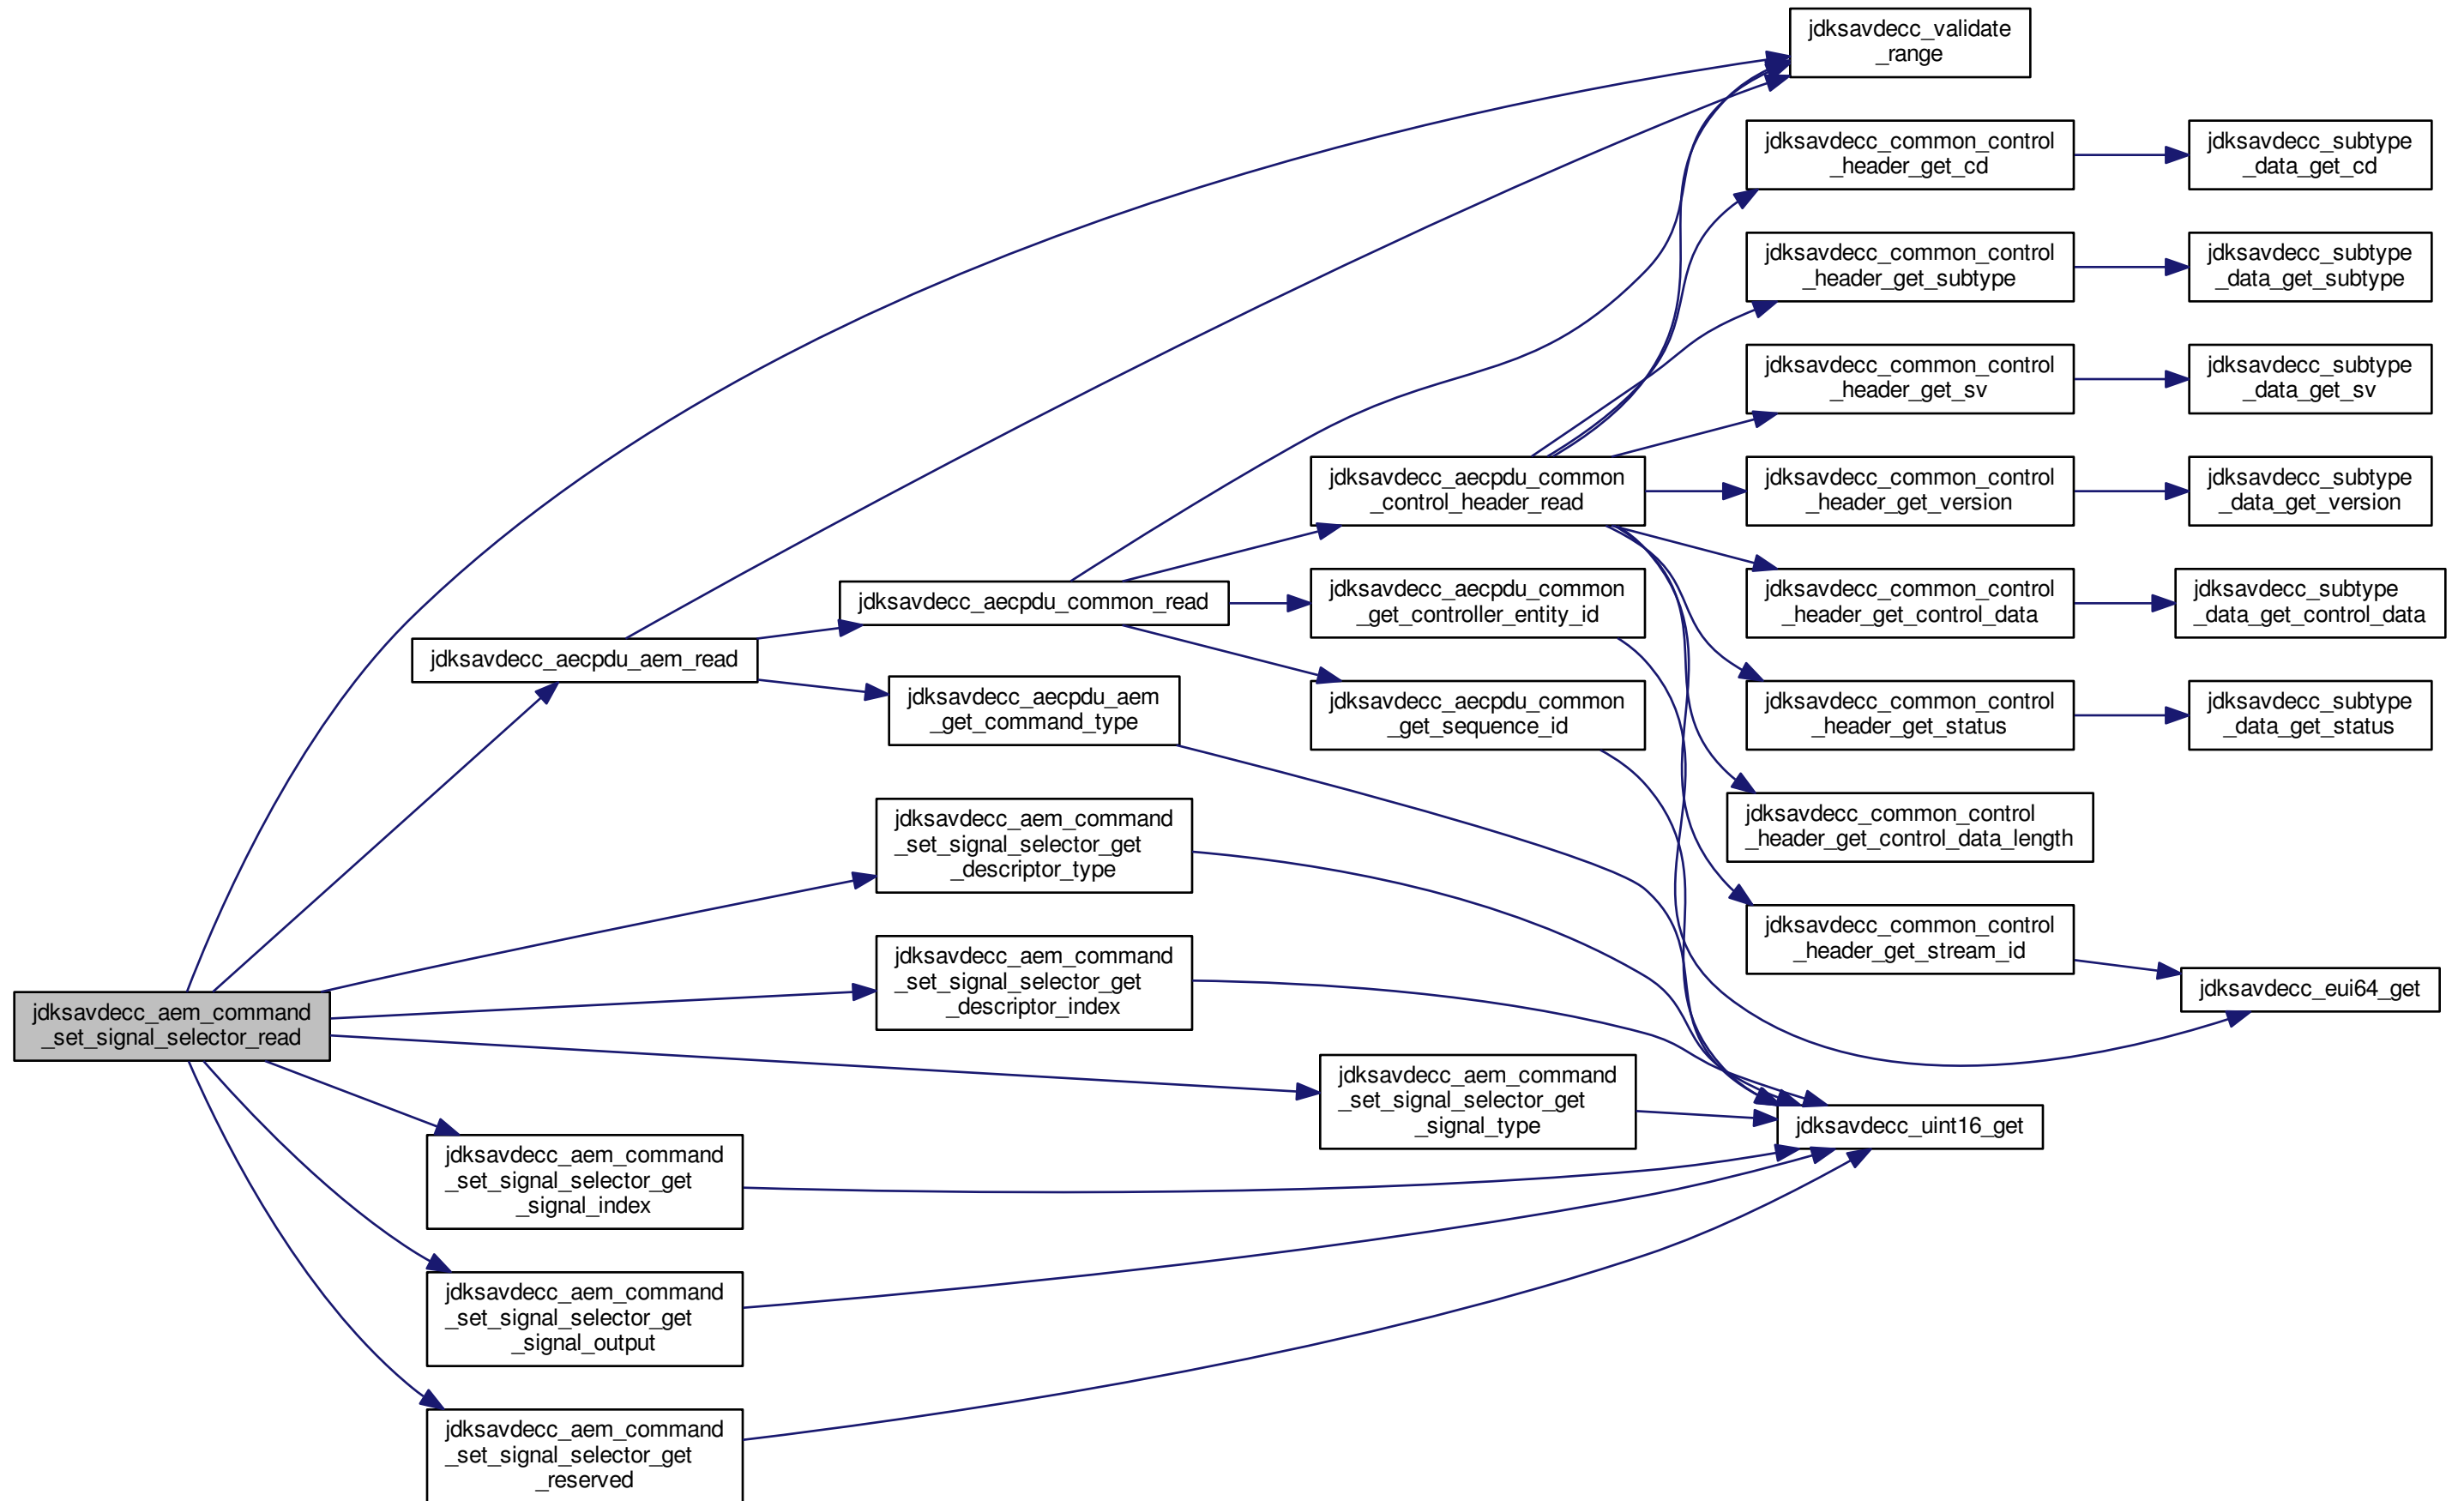 jdksavdecc_validate
_range
jdksavdecc_common_control
_header_get_cd
jdksavdecc_subtype
_data_get_cd
jdksavdecc_common_control
_header_get_subtype
jdksavdecc_subtype
_data_get_subtype
jdksavdecc_common_control
_header_get_sv
jdksavdecc_subtype
_data_get_sv
jdksavdecc_aecpdu_common
_control_header_read
jdksavdecc_common_control
_header_get_version
jdksavdecc_subtype
_data_get_version
jdksavdecc_aecpdu_common_read
jdksavdecc_aecpdu_common
_get_controller_entity_id
jdksavdecc_common_control
_header_get_control_data
jdksavdecc_subtype
_data_get_control_data
jdksavdecc_aecpdu_aem_read
jdksavdecc_aecpdu_aem
_get_command_type
jdksavdecc_aecpdu_common
_get_sequence_id
jdksavdecc_common_control
_header_get_status
jdksavdecc_subtype
_data_get_status
jdksavdecc_aem_command
_set_signal_selector_get
_descriptor_type
jdksavdecc_common_control
_header_get_control_data_length
jdksavdecc_aem_command
_set_signal_selector_get
_descriptor_index
jdksavdecc_common_control
_header_get_stream_id
jdksavdecc_eui64_get
jdksavdecc_aem_command
_set_signal_selector_read
jdksavdecc_aem_command
_set_signal_selector_get
_signal_type
jdksavdecc_uint16_get
jdksavdecc_aem_command
_set_signal_selector_get
_signal_index
jdksavdecc_aem_command
_set_signal_selector_get
_signal_output
jdksavdecc_aem_command
_set_signal_selector_get
_reserved